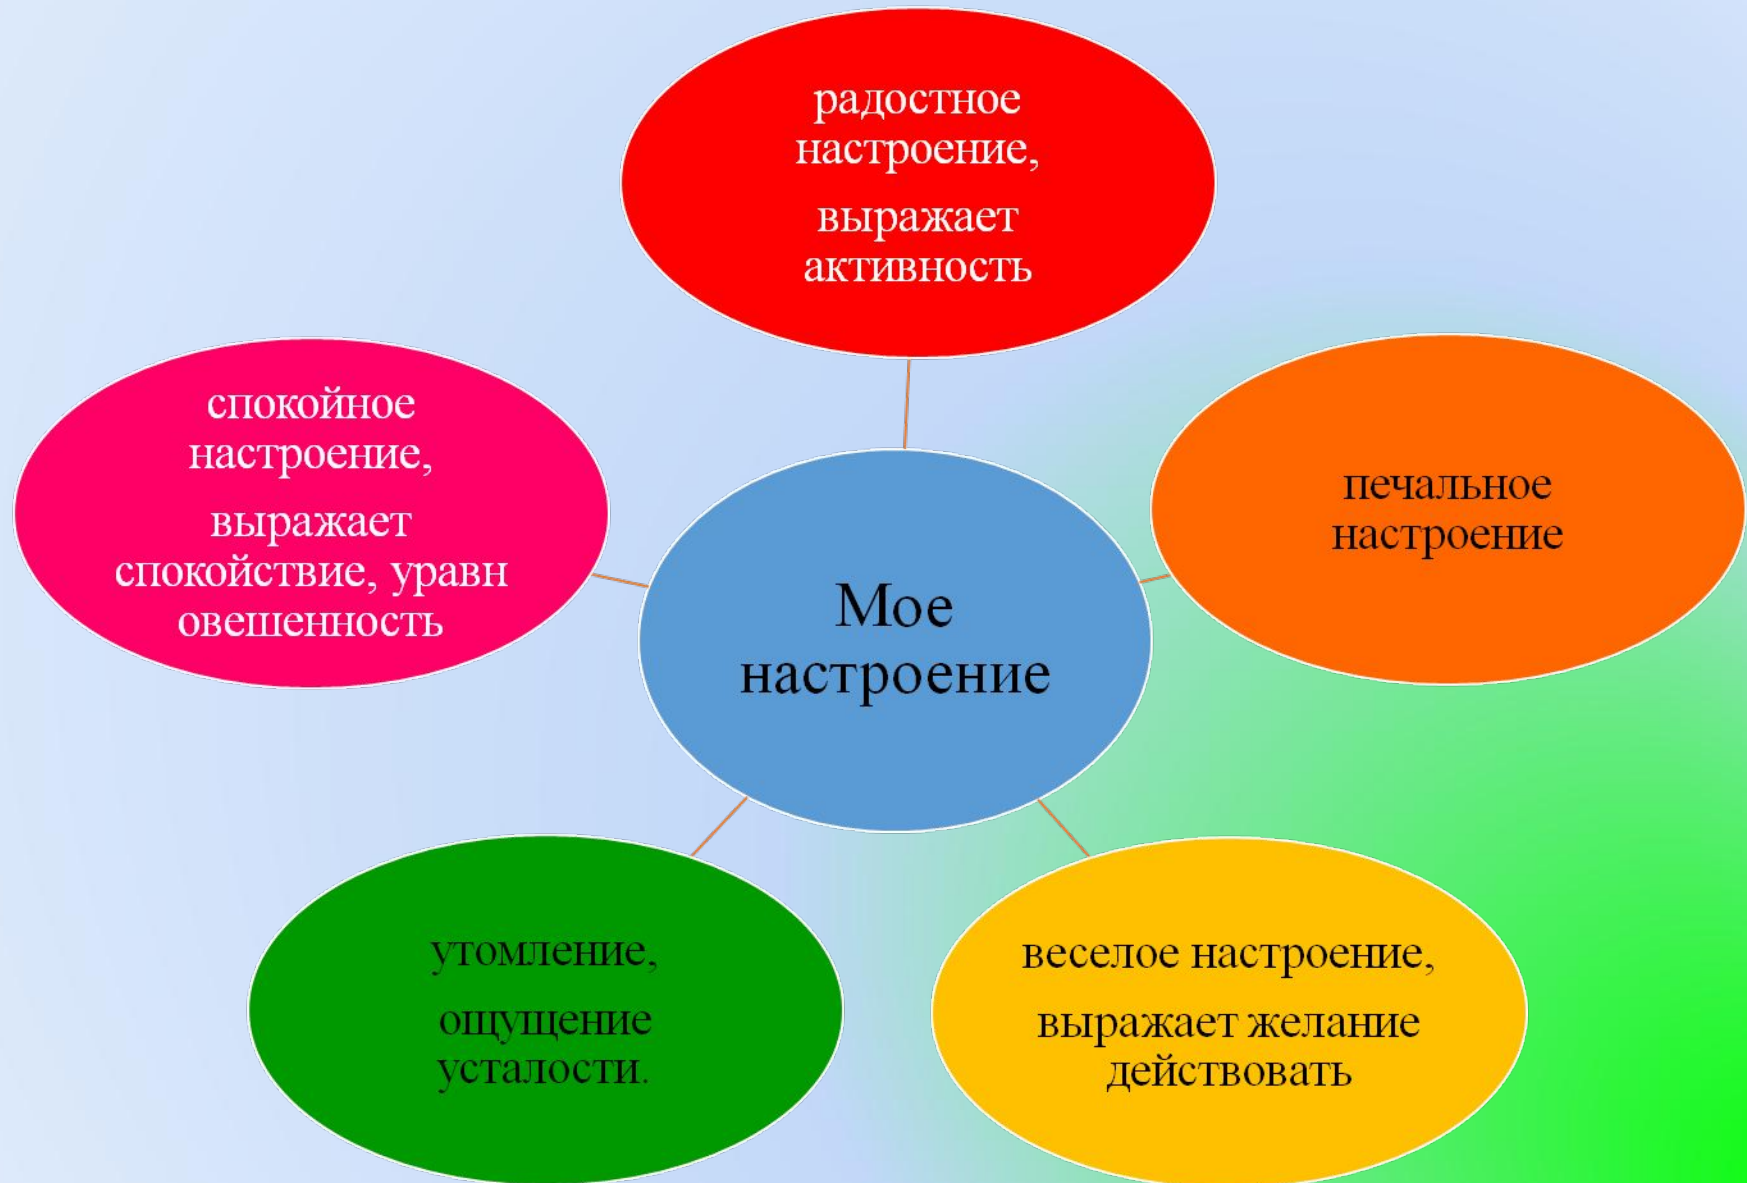 радостное
настроение,
выражает
активность
спокойное
настроение,
выражает
спокойствие, уравн
овешенность
печальное
настроение
Мое
настроение
утомление,
ощущение
усталости.
веселое настроение,
выражает желание
действовать